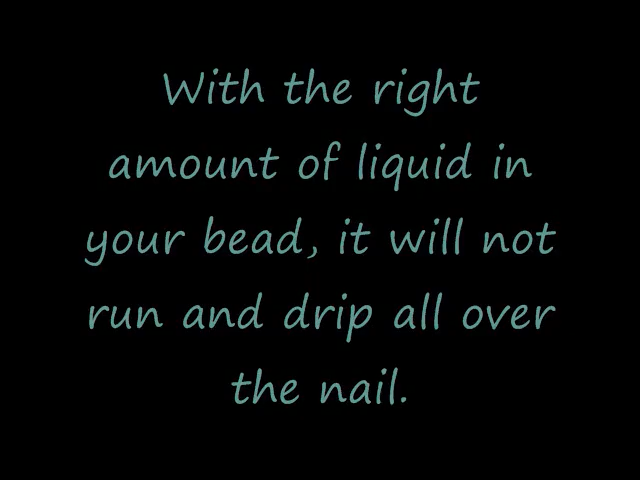 With the right
amount of liquid in
your bead, it will not
run and drip all over
the nail.